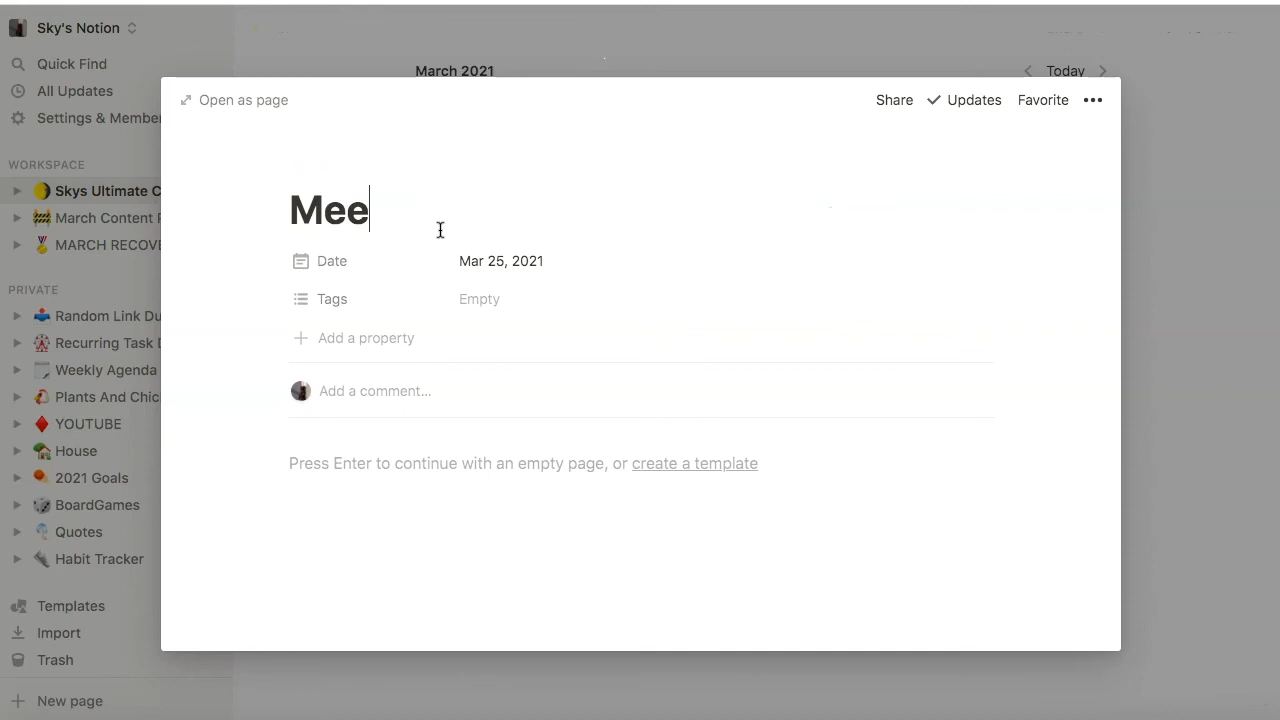 Sky's Notion
Quick Find
All Updates
Settings & Member
WORKSPACE
Skys Ultimate C
March Content P
MARCH RECOVE
PRIVATE
Random Link Du
Recurring Task D
Weekly Agenda
Plants And Chic
YOUTUBE
House
2021 Goals
BoardGames
Quotes
Habit Tracker
Templates
Import
Trash
New page
March 2021
Today
Open as page
Share
Updates
Favorite
Mee
Date Mar 25, 2021
Tags Empty
Add a property
Add a comment...
Press Enter to continue with an empty page, or create a template